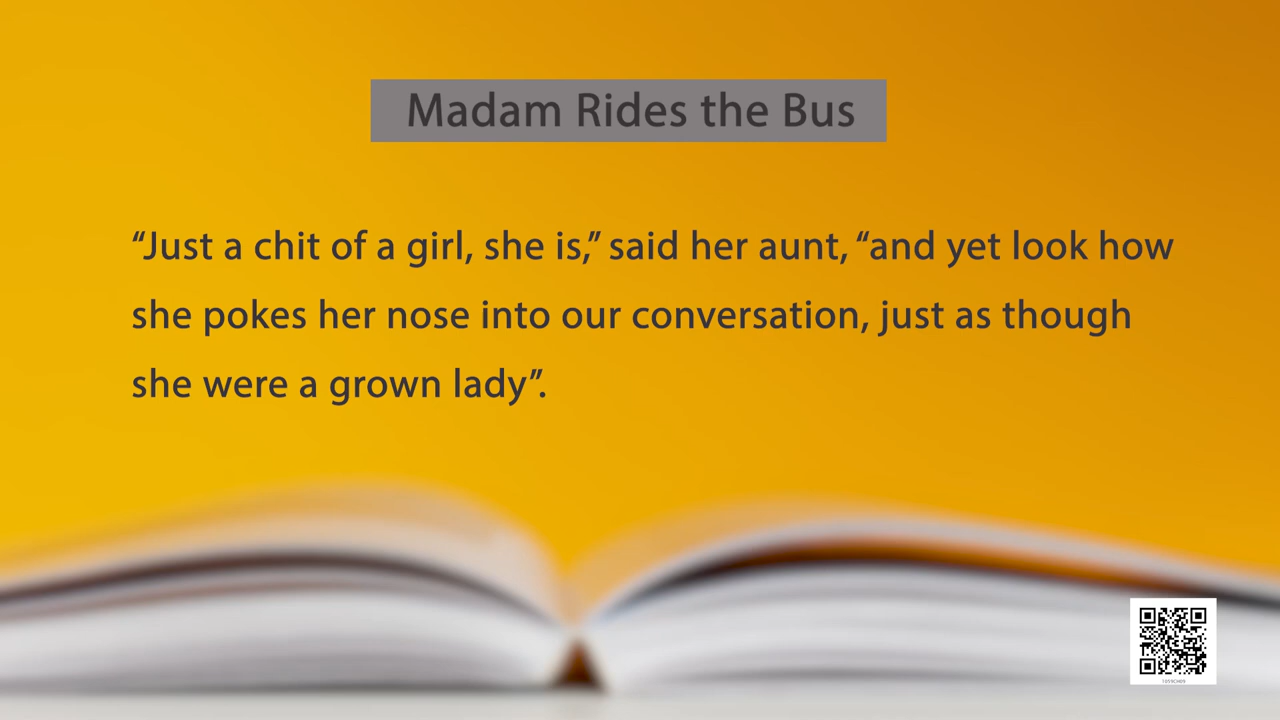 Madam Rides the Bus
“Just a chit of a girl, she is,” said her aunt, “and yet look how
she pokes her nose into our conversation, just as though
she were a grown lady”.
1059CH09